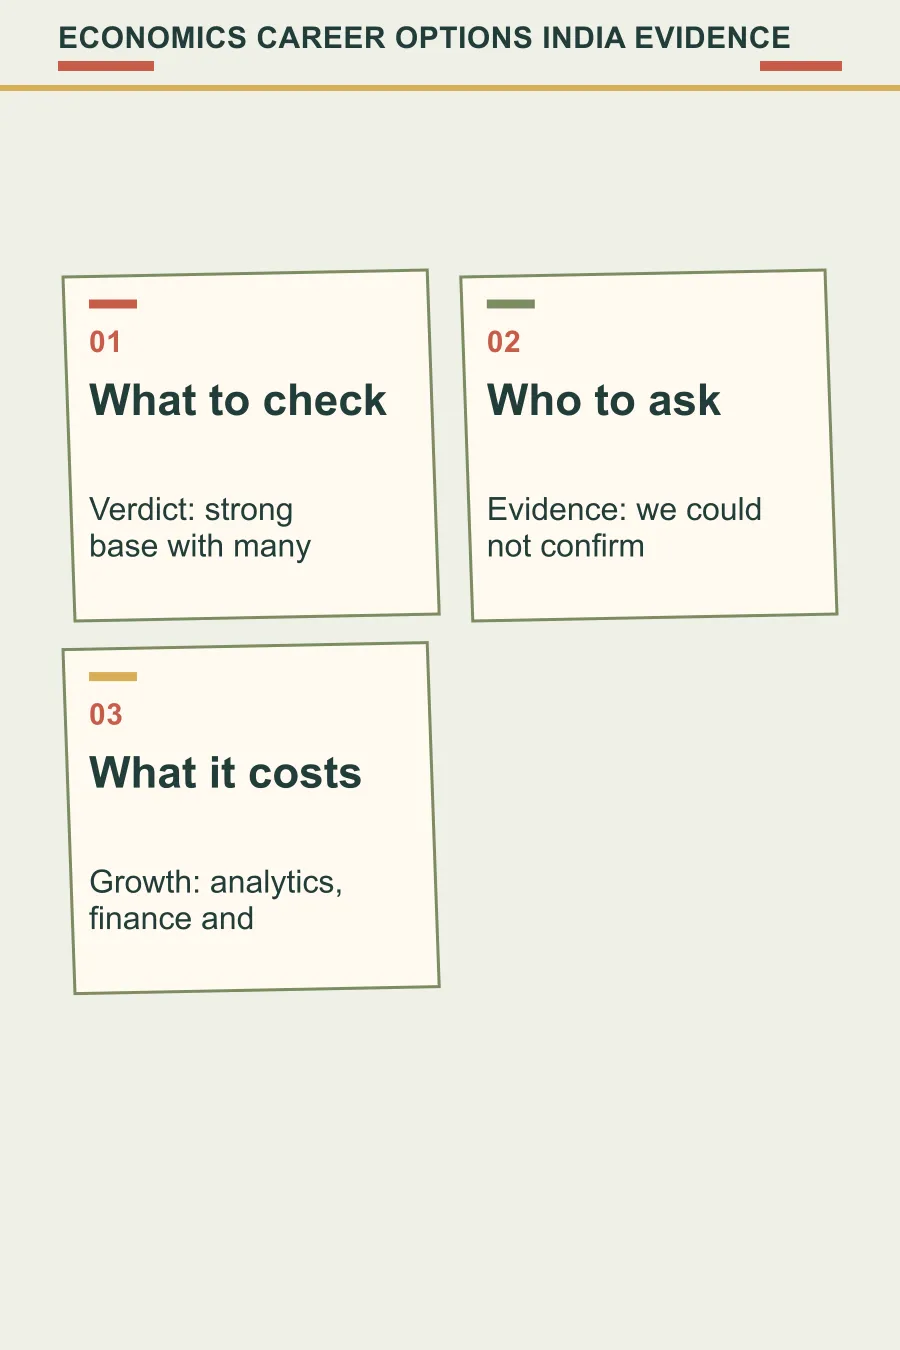 ECONOMICS CAREER OPTIONS INDIA EVIDENCE
01
What to check
Verdict: strong
base with many
02
Who to ask
Evidence: we could
not confirm
03
What it costs
Growth: analytics,
finance and